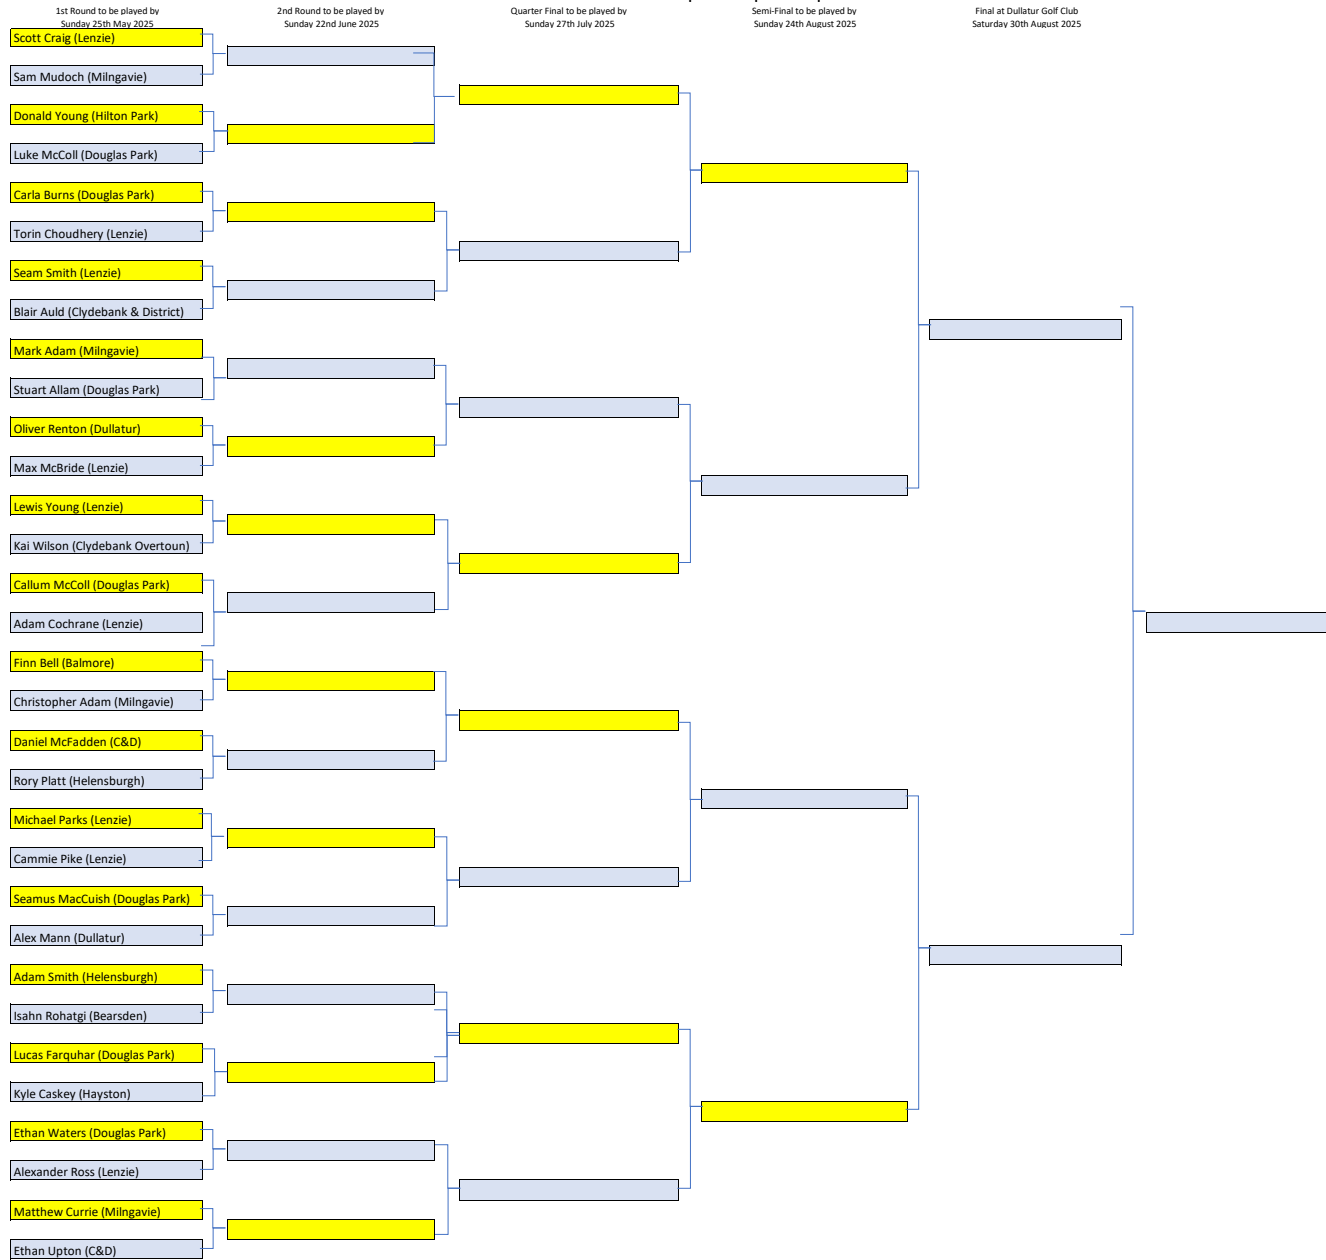 1st Round to be played by
Sunday 25th May 2025
2nd Round to be played by
Sunday 22nd June 2025
Quarter Final to be played by
Sunday 27th July 2025
Semi-Final to be played by
Sunday 24th August 2025
Final at Dullatur Golf Club
Saturday 30th August 2025
Scott Craig (Lenzie)
Sam Mudoch (Milngavie)
Donald Young (Hilton Park)
Luke McColl (Douglas Park)
Carla Burns (Douglas Park)
Torin Choudhery (Lenzie)
Seam Smith (Lenzie)
Blair Auld (Clydebank & District)
Mark Adam (Milngavie)
Stuart Allam (Douglas Park)
Oliver Renton (Dullatur)
Max McBride (Lenzie)
Lewis Young (Lenzie)
Kai Wilson (Clydebank Overtoun)
Callum McColl (Douglas Park)
Adam Cochrane (Lenzie)
Finn Bell (Balmore)
Christopher Adam (Milngavie)
Daniel McFadden (C&D)
Rory Platt (Helensburgh)
Michael Parks (Lenzie)
Cammie Pike (Lenzie)
Seamus MacCuish (Douglas Park)
Alex Mann (Dullatur)
Adam Smith (Helensburgh)
Isahn Rohatgi (Bearsden)
Lucas Farquhar (Douglas Park)
Kyle Caskey (Hayston)
Ethan Waters (Douglas Park)
Alexander Ross (Lenzie)
Matthew Currie (Milngavie)
Ethan Upton (C&D)